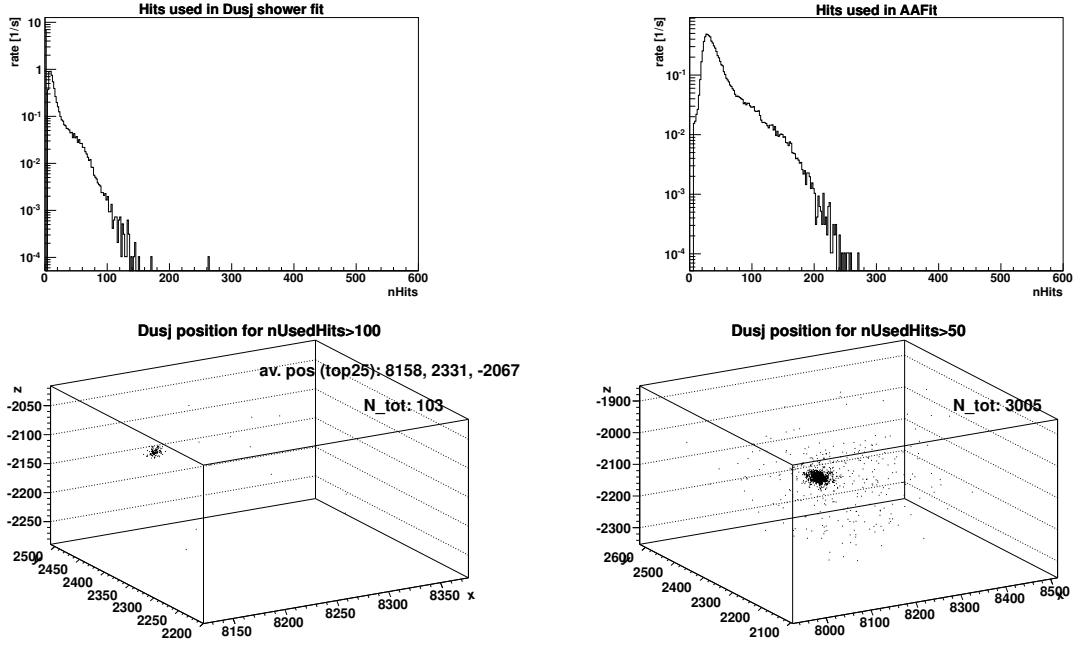 Hits used in Dusj shower fit
rate [1/s]
10
1
10⁻¹
10⁻²
10⁻³
10⁻⁴
0 100 200 300 400 500 600
nHits
Hits used in AAFit
rate [1/s]
10⁻¹
10⁻²
10⁻³
10⁻⁴
0 100 200 300 400 500 600
nHits
Dusj position for nUsedHits>100
av. pos (top25): 8158, 2331, -2067
N_tot: 103
z
-2050
-2100
-2150
-2200
-2250
2500
2450
2400
2350
2300
2250
2200
8150 8200 8250 8300 8350 x
Dusj position for nUsedHits>50
N_tot: 3005
z
-1900
-2000
-2100
-2200
-2300
2600
2500
2400
2300
2200
2100
8000 8100 8200 8300 8400 8500
x